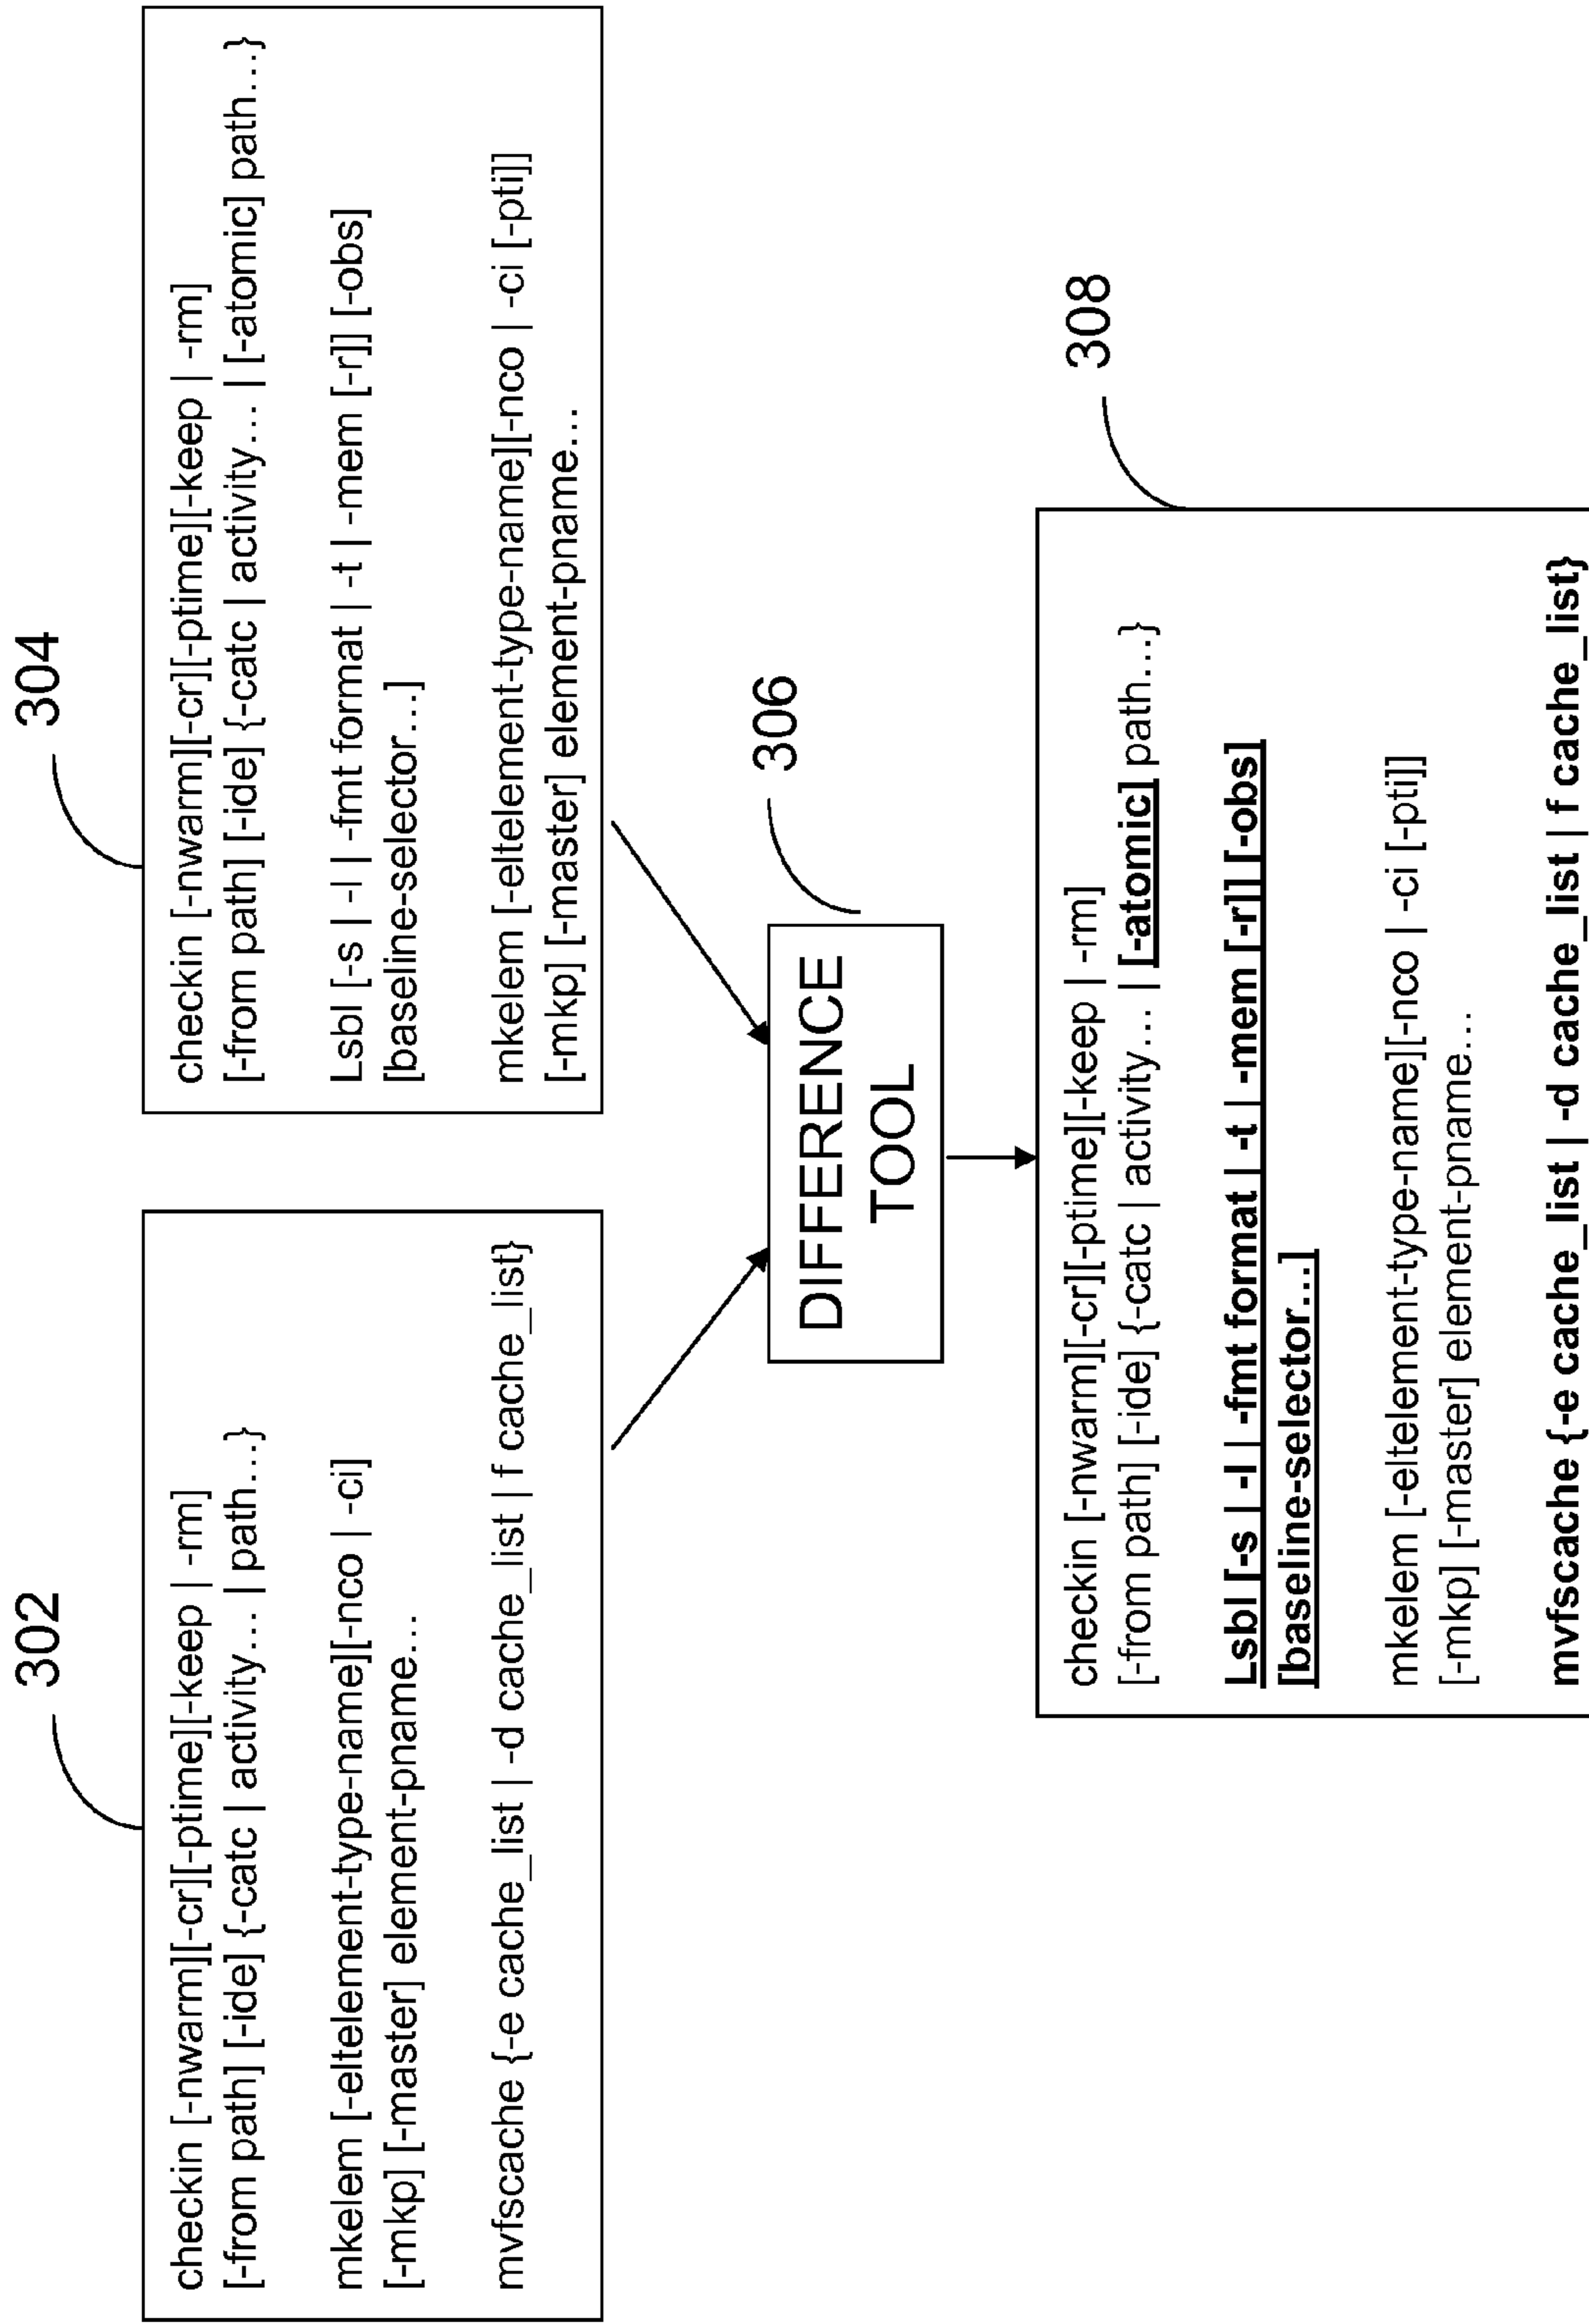 302
checkin [-nwarm][-cr][-ptime][-keep | -rm]
[-from path] [-ide] {-catc | activity... | path...}
mkelem [-eltelement-type-name][-nco | -ci]
[-mkp] [-master] element-pname...
mvfscache {-e cache_list | -d cache_list | f cache_list}
304
checkin [-nwarm][-cr][-ptime][-keep | -rm]
[-from path] [-ide] {-catc | activity... | [-atomic] path...}
Lsbl [-s | -l | -fmt format | -t | -mem [-r]] [-obs]
[baseline-selector...]
mkelem [-eltelement-type-name][-nco | -ci [-pti]]
[-mkp] [-master] element-pname...
306
DIFFERENCE
TOOL
308
checkin [-nwarm][-cr][-ptime][-keep | -rm]
[-from path] [-ide] {-catc | activity... | [-atomic] path...}
Lsbl [-s | -l | -fmt format | -t | -mem [-r]] [-obs]
[baseline-selector...]
mkelem [-eltelement-type-name][-nco | -ci [-pti]]
[-mkp] [-master] element-pname...
mvfscache {-e cache_list | -d cache_list | f cache_list}